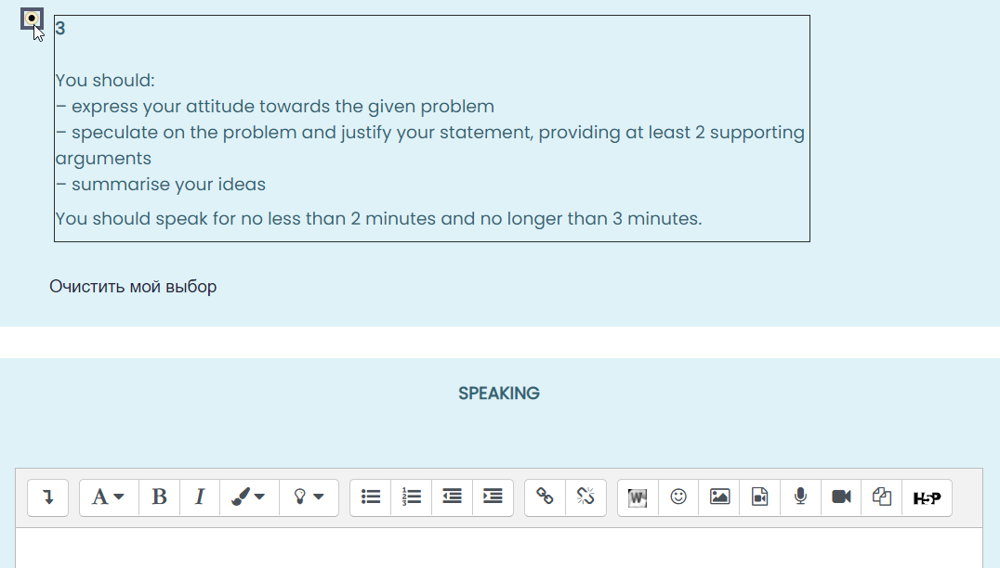 3
You should:
– express your attitude towards the given problem
– speculate on the problem and justify your statement, providing at least 2 supporting
arguments
– summarise your ideas
You should speak for no less than 2 minutes and no longer than 3 minutes.
Очистить мой выбор
SPEAKING
A B I W H5P